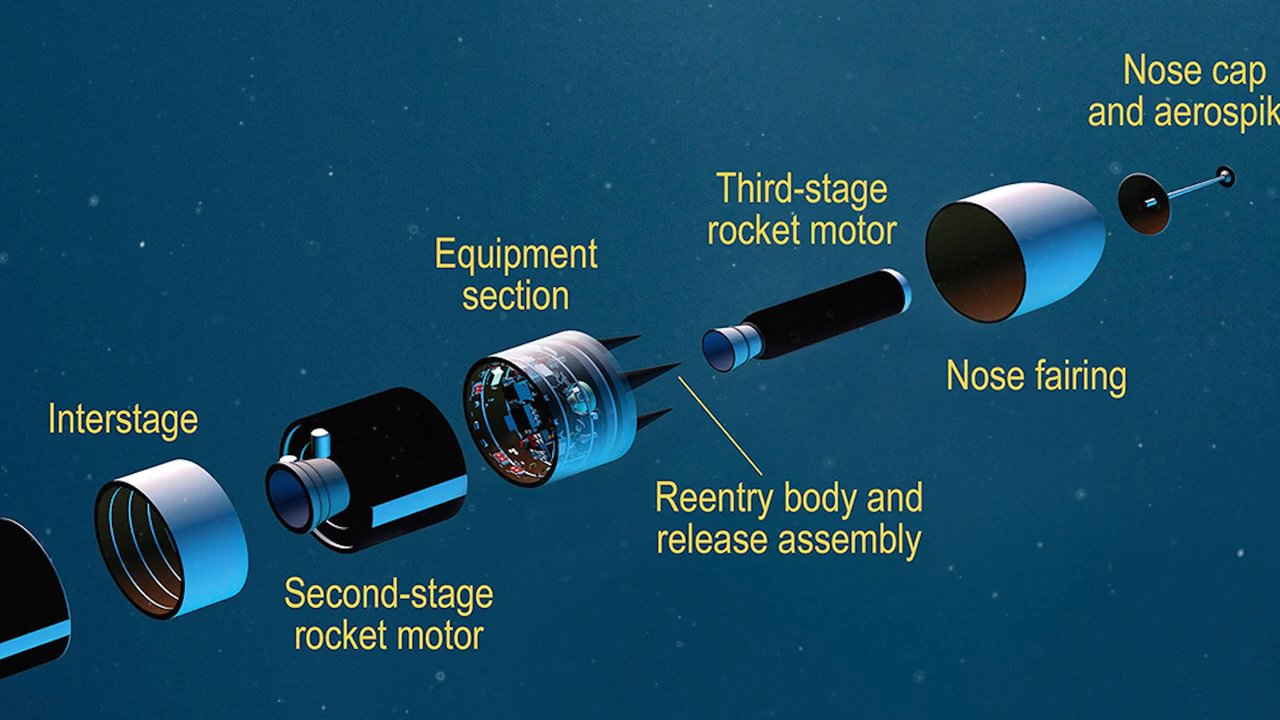 Nose cap
and aerospik
Third-stage
rocket motor
Equipment
section
Nose fairing
Interstage
Reentry body and
release assembly
Second-stage
rocket motor